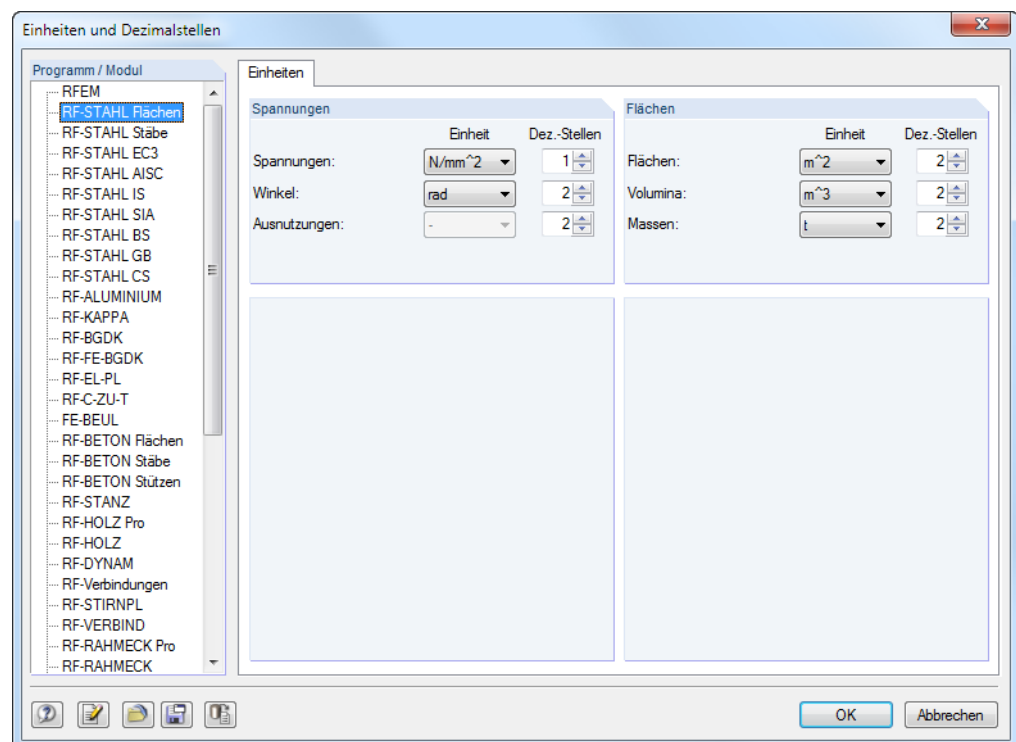 Einheiten und Dezimalstellen
Programm / Modul
RFEM
RF-STAHL Flächen
RF-STAHL Stäbe
RF-STAHL EC3
RF-STAHL AISC
RF-STAHL IS
RF-STAHL SIA
RF-STAHL BS
RF-STAHL GB
RF-STAHL CS
RF-ALUMINIUM
RF-KAPPA
RF-BGDK
RF-FE-BGDK
RF-EL-PL
RF-C-ZU-T
FE-BEUL
RF-BETON Flächen
RF-BETON Stäbe
RF-BETON Stützen
RF-STANZ
RF-HOLZ Pro
RF-HOLZ
RF-DYNAM
RF-Verbindungen
RF-STIRNPL
RF-VERBIND
RF-RAHMECK Pro
RF-RAHMECK
Einheiten
Spannungen
Einheit Dez.-Stellen
Spannungen: N/mm^2 1
Winkel: rad 2
Ausnutzungen: - 2
Flächen
Einheit Dez.-Stellen
Flächen: m^2 2
Volumina: m^3 2
Massen: t 2
OK Abbrechen